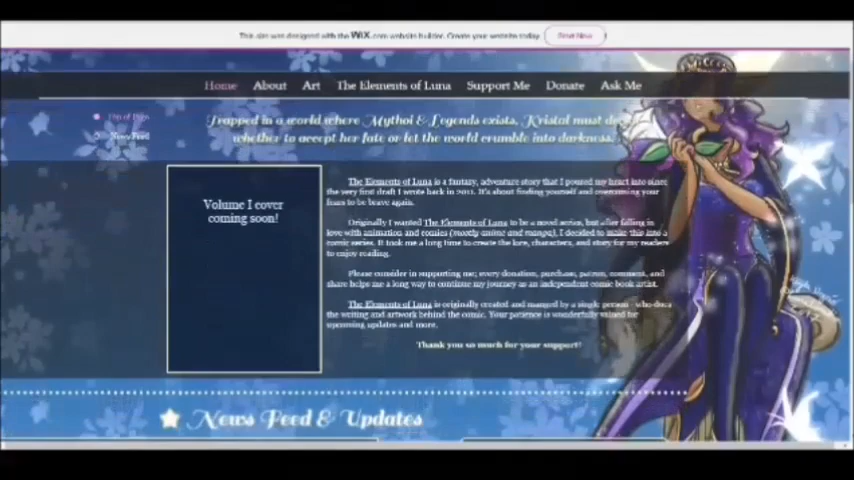 This site was designed with the WiX.com website builder. Create your website today. Start Now
Home About Art The Elements of Luna Support Me Donate Ask Me
Top of Page
News Feed
Trapped in a world where Mythol & Legends exists, Kristal must
whether to accept her fate or let the world crumble into darkness.
Volume I cover
coming soon!
The Elements of Luna is a fantasy, adventure story that I poured my heart into since
the very first draft I wrote back in 2011. It's about finding yourself and overcoming your
fears to be brave again.
Originally I wanted The Elements of Luna to be a novel series, but after falling in
love with animation and comics (mostly anime and manga), I decided to make this into a
comic series. It took me a long time to create the lore, characters, and story for my readers
to enjoy reading.
Please consider in supporting me; every donation, purchase, patron, comment, and
share helps me a long way to continue my journey as an independent comic book artist.
The Elements of Luna is originally created and managed by a single person - who does
the writing and artwork behind the comic. Your patience is wonderfully valued for
upcoming updates and more.
Thank you so much for your support!
News Feed & Updates